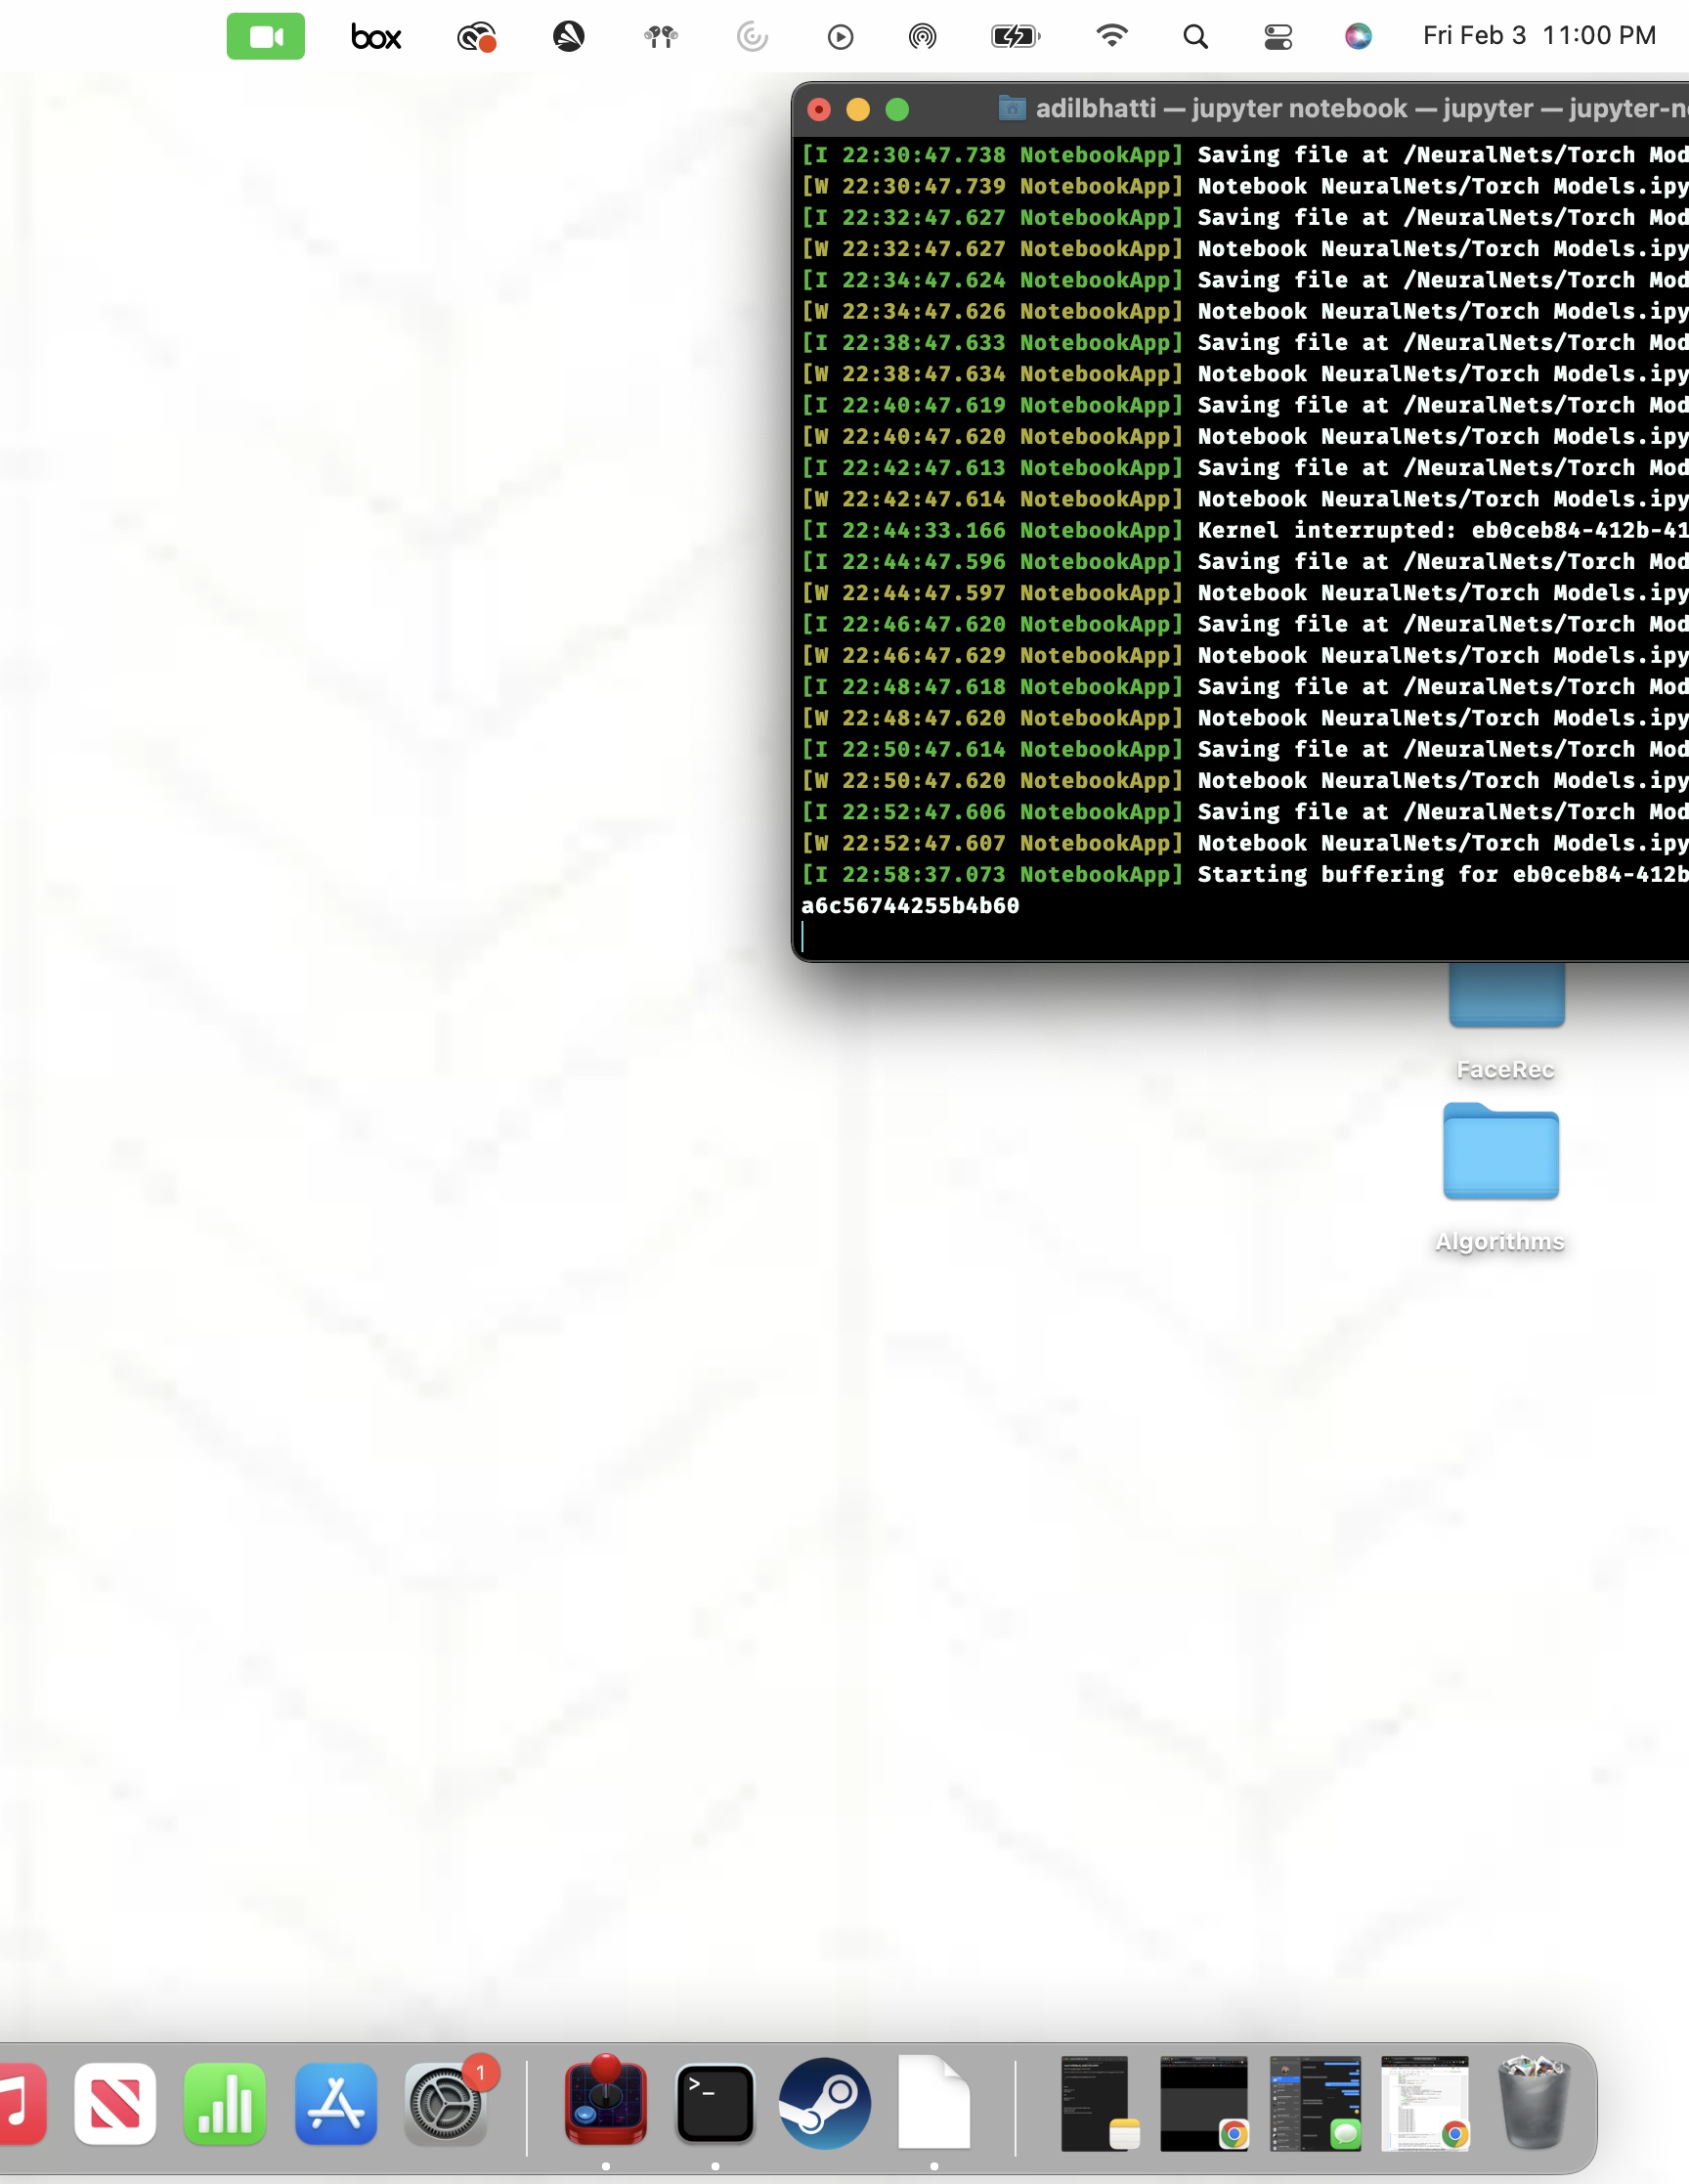 box
Fri Feb 3 11:00 PM
adilbhatti — jupyter notebook — jupyter — jupyter-n
[I 22:30:47.738 NotebookApp] Saving file at /NeuralNets/Torch Mod
[W 22:30:47.739 NotebookApp] Notebook NeuralNets/Torch Models.ipy
[I 22:32:47.627 NotebookApp] Saving file at /NeuralNets/Torch Mod
[W 22:32:47.627 NotebookApp] Notebook NeuralNets/Torch Models.ipy
[I 22:34:47.624 NotebookApp] Saving file at /NeuralNets/Torch Mod
[W 22:34:47.626 NotebookApp] Notebook NeuralNets/Torch Models.ipy
[I 22:38:47.633 NotebookApp] Saving file at /NeuralNets/Torch Mod
[W 22:38:47.634 NotebookApp] Notebook NeuralNets/Torch Models.ipy
[I 22:40:47.619 NotebookApp] Saving file at /NeuralNets/Torch Mod
[W 22:40:47.620 NotebookApp] Notebook NeuralNets/Torch Models.ipy
[I 22:42:47.613 NotebookApp] Saving file at /NeuralNets/Torch Mod
[W 22:42:47.614 NotebookApp] Notebook NeuralNets/Torch Models.ipy
[I 22:44:33.166 NotebookApp] Kernel interrupted: eb0ceb84-412b-41
[I 22:44:47.596 NotebookApp] Saving file at /NeuralNets/Torch Mod
[W 22:44:47.597 NotebookApp] Notebook NeuralNets/Torch Models.ipy
[I 22:46:47.620 NotebookApp] Saving file at /NeuralNets/Torch Mod
[W 22:46:47.629 NotebookApp] Notebook NeuralNets/Torch Models.ipy
[I 22:48:47.618 NotebookApp] Saving file at /NeuralNets/Torch Mod
[W 22:48:47.620 NotebookApp] Notebook NeuralNets/Torch Models.ipy
[I 22:50:47.614 NotebookApp] Saving file at /NeuralNets/Torch Mod
[W 22:50:47.620 NotebookApp] Notebook NeuralNets/Torch Models.ipy
[I 22:52:47.606 NotebookApp] Saving file at /NeuralNets/Torch Mod
[W 22:52:47.607 NotebookApp] Notebook NeuralNets/Torch Models.ipy
[I 22:58:37.073 NotebookApp] Starting buffering for eb0ceb84-412b
a6c56744255b4b60
FaceRec
Algorithms
1
>_